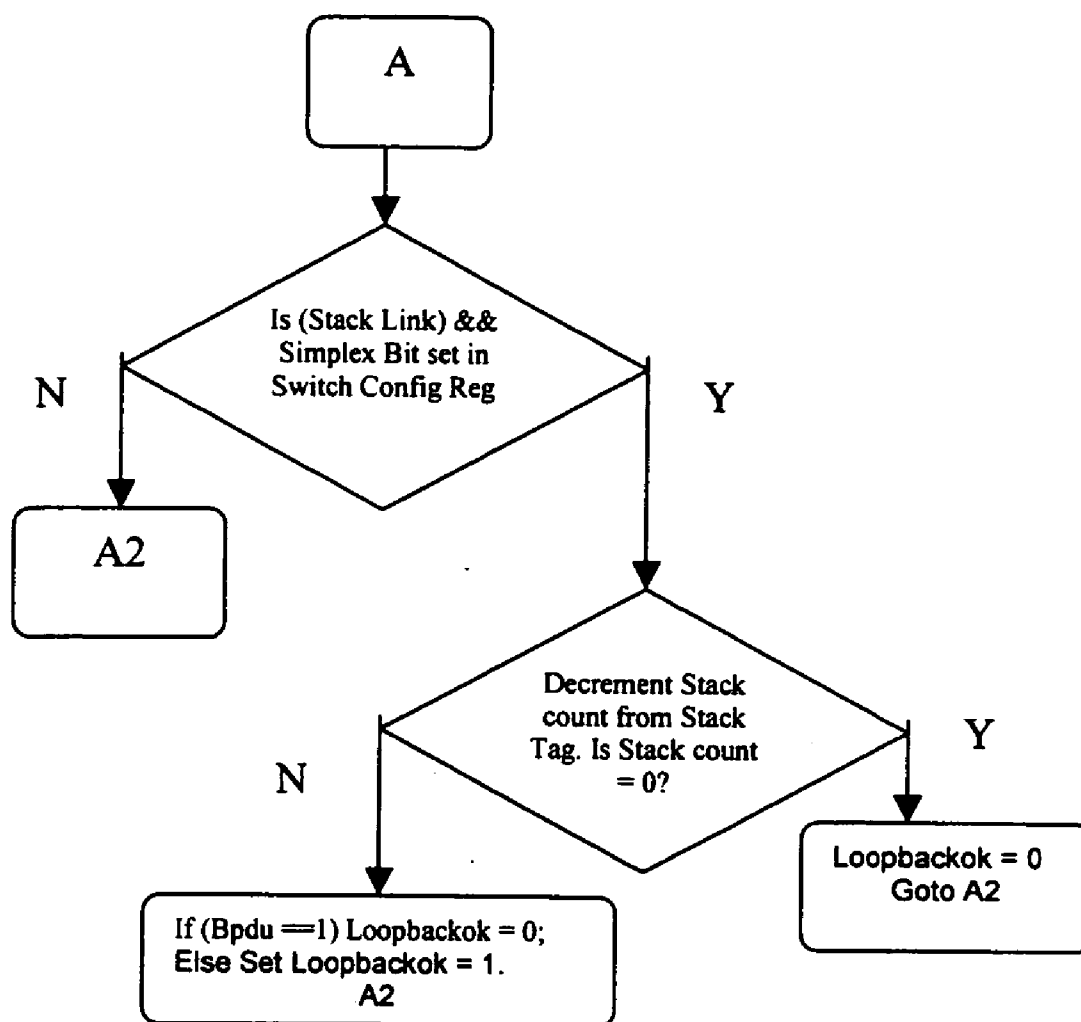 A
Is (Stack Link) &&
Simplex Bit set in
Switch Config Reg
N
Y
A2
Decrement Stack
count from Stack
Tag. Is Stack count
= 0?
N
Y
Loopbackok = 0
Goto A2
If (Bpdu ==1) Loopbackok = 0;
Else Set Loopbackok = 1.
A2